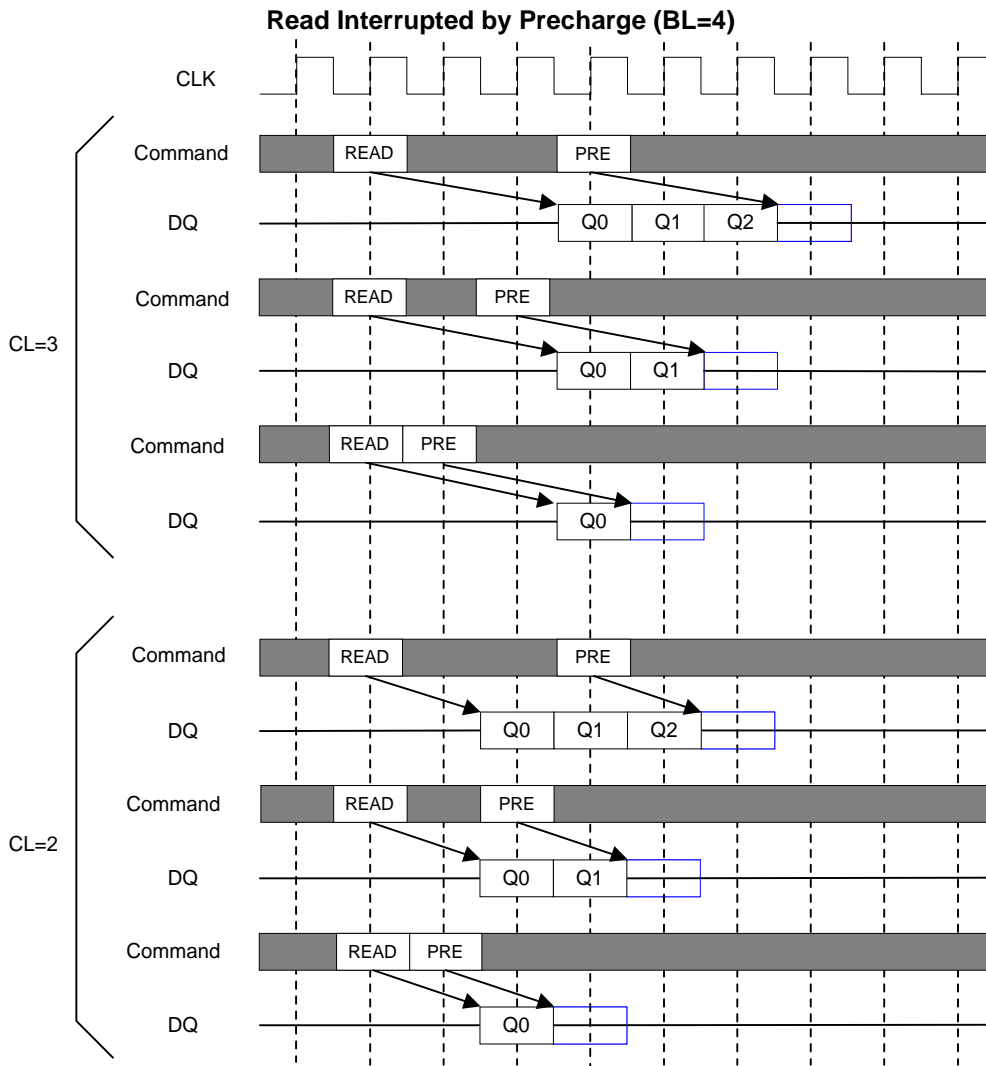 Read Interrupted by Precharge (BL=4)
CLK
CL=3
Command READ PRE
DQ Q0 Q1 Q2
Command READ PRE
DQ Q0 Q1
Command READ PRE
DQ Q0
CL=2
Command READ PRE
DQ Q0 Q1 Q2
Command READ PRE
DQ Q0 Q1
Command READ PRE
DQ Q0